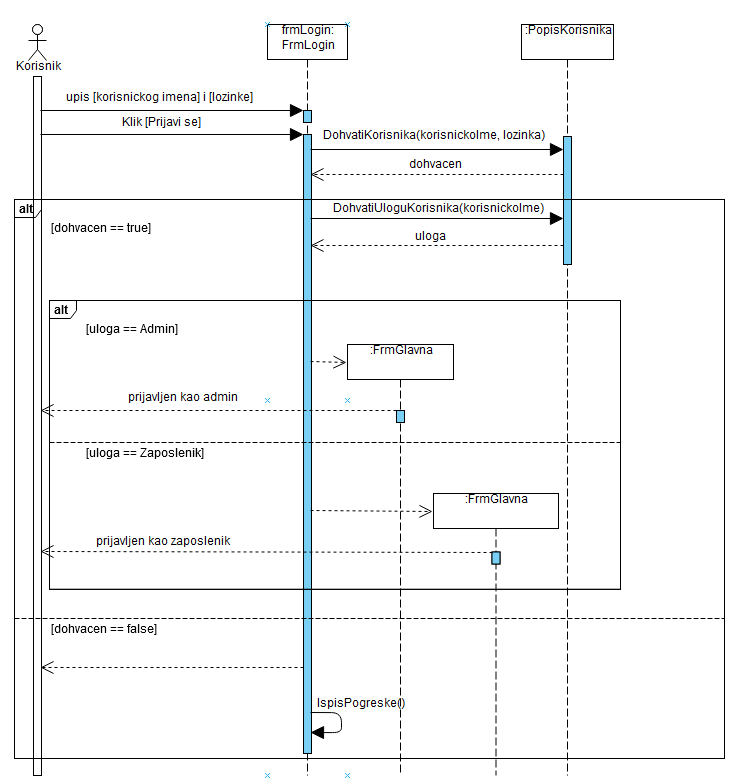 frmLogin:
FrmLogin
:PopisKorisnika
Korisnik
upis [korisnickog imena] i [lozinke]
Klik [Prijavi se]
DohvatiKorisnika(korisnickoIme, lozinka)
dohvacen
alt
DohvatiUloguKorisnika(korisnickoIme)
[dohvacen == true]
uloga
alt
[uloga == Admin]
:FrmGlavna
prijavljen kao admin
[uloga == Zaposlenik]
:FrmGlavna
prijavljen kao zaposlenik
[dohvacen == false]
IspisPogreske()